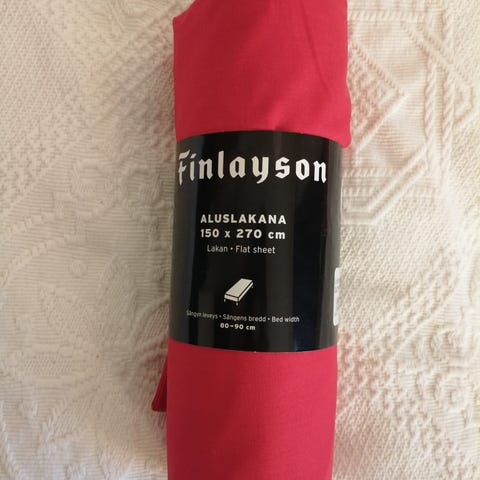 Finlayson
ALUSLAKANA
150 x 270 cm
Lakan • Flat sheet
Sängyn leveys • Sängens bredd • Bed width
80–90 cm